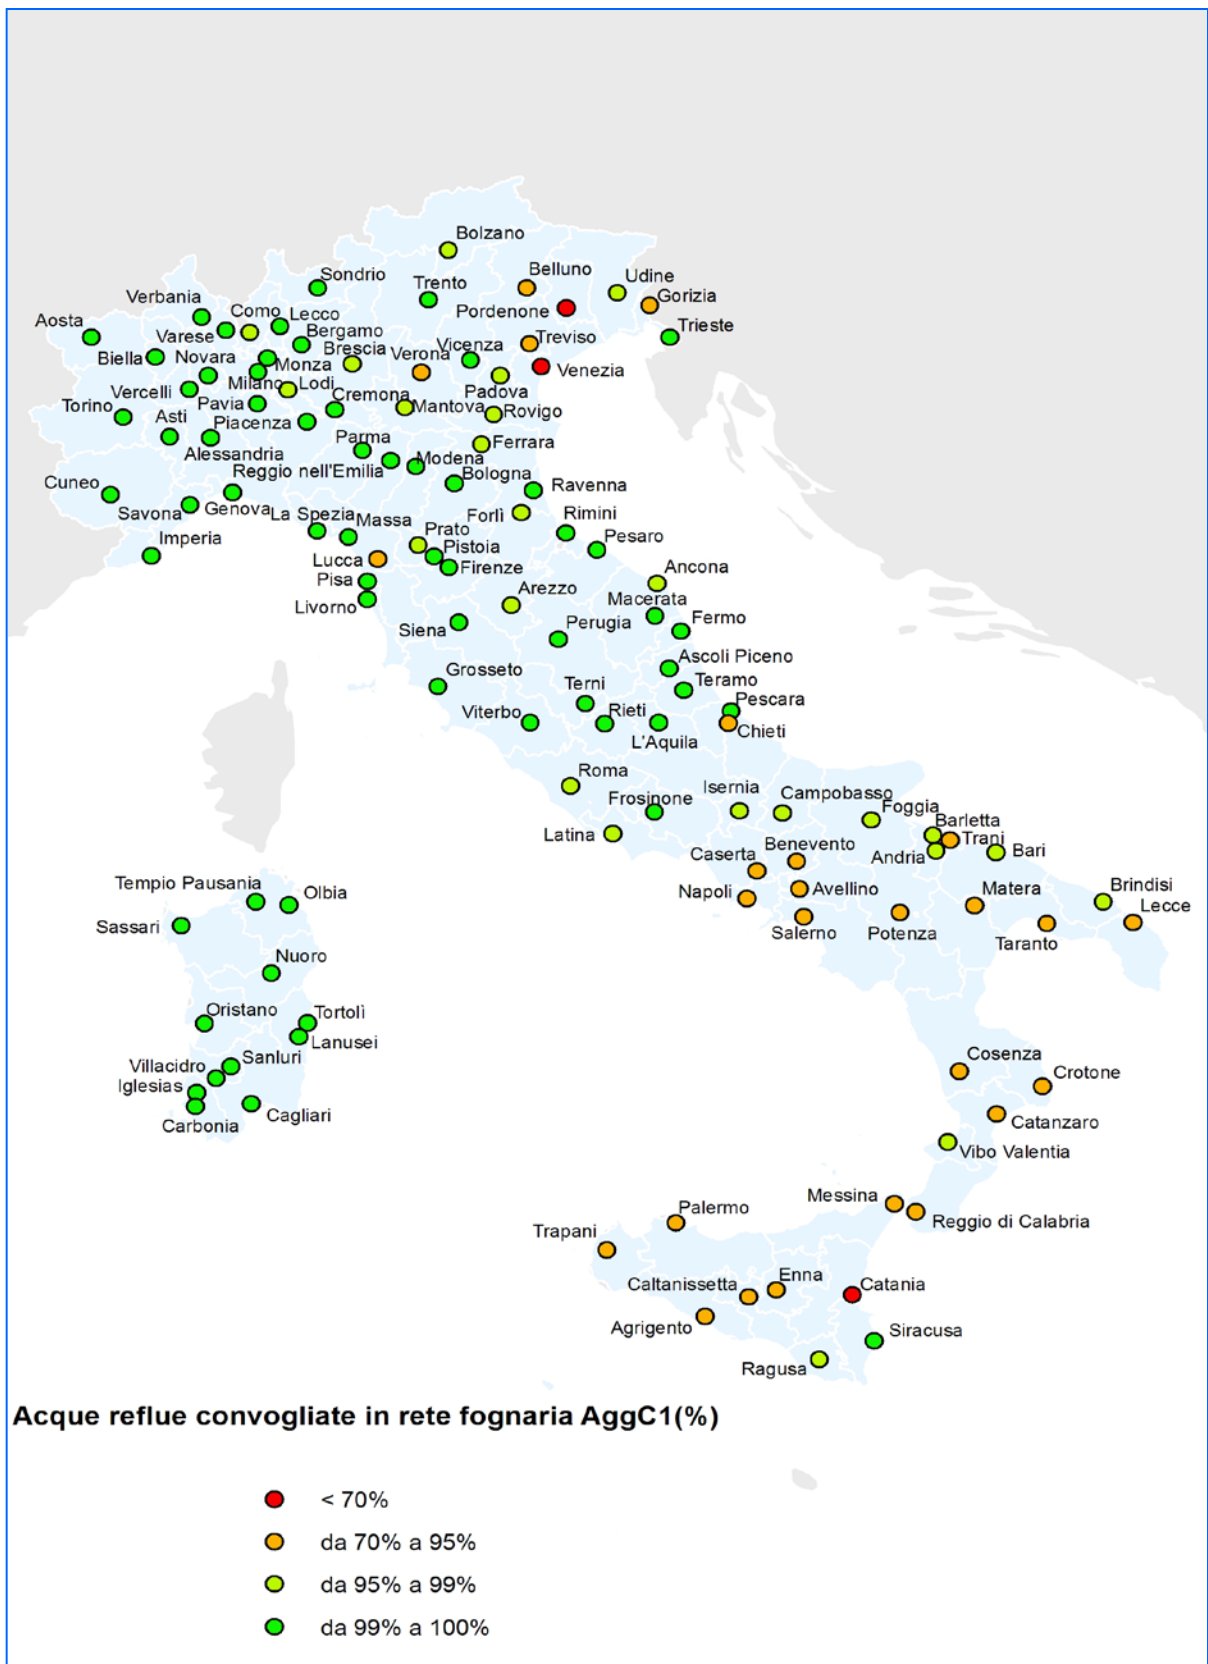 Bolzano
Sondrio
Trento
Belluno
Udine
Verbania
Como
Lecco
Pordenone
Gorizia
Aosta
Varese
Bergamo
Treviso
Trieste
Biella
Novara
Monza
Brescia
Verona
Vicenza
Venezia
Vercelli
Milano
Lodi
Padova
Torino
Pavia
Cremona
Mantova
Rovigo
Asti
Piacenza
Alessandria
Parma
Modena
Ferrara
Reggio nell'Emilia
Bologna
Cuneo
Savona
Genova
La Spezia
Massa
Forlì
Ravenna
Rimini
Imperia
Prato
Pistoia
Pesaro
Lucca
Firenze
Pisa
Ancona
Livorno
Arezzo
Macerata
Siena
Perugia
Fermo
Grosseto
Ascoli Piceno
Terni
Teramo
Viterbo
Rieti
Pescara
L'Aquila
Chieti
Roma
Isernia
Campobasso
Frosinone
Foggia
Latina
Barletta
Benevento
Trani
Caserta
Andria
Bari
Tempio Pausania
Olbia
Napoli
Avellino
Matera
Brindisi
Lecce
Sassari
Salerno
Potenza
Taranto
Nuoro
Oristano
Tortolì
Lanusei
Villacidro
Sanluri
Iglesias
Cagliari
Carbonia
Cosenza
Crotone
Catanzaro
Vibo Valentia
Messina
Palermo
Reggio di Calabria
Trapani
Enna
Caltanissetta
Catania
Agrigento
Siracusa
Ragusa
Acque reflue convogliate in rete fognaria AggC1(%)
< 70%
da 70% a 95%
da 95% a 99%
da 99% a 100%